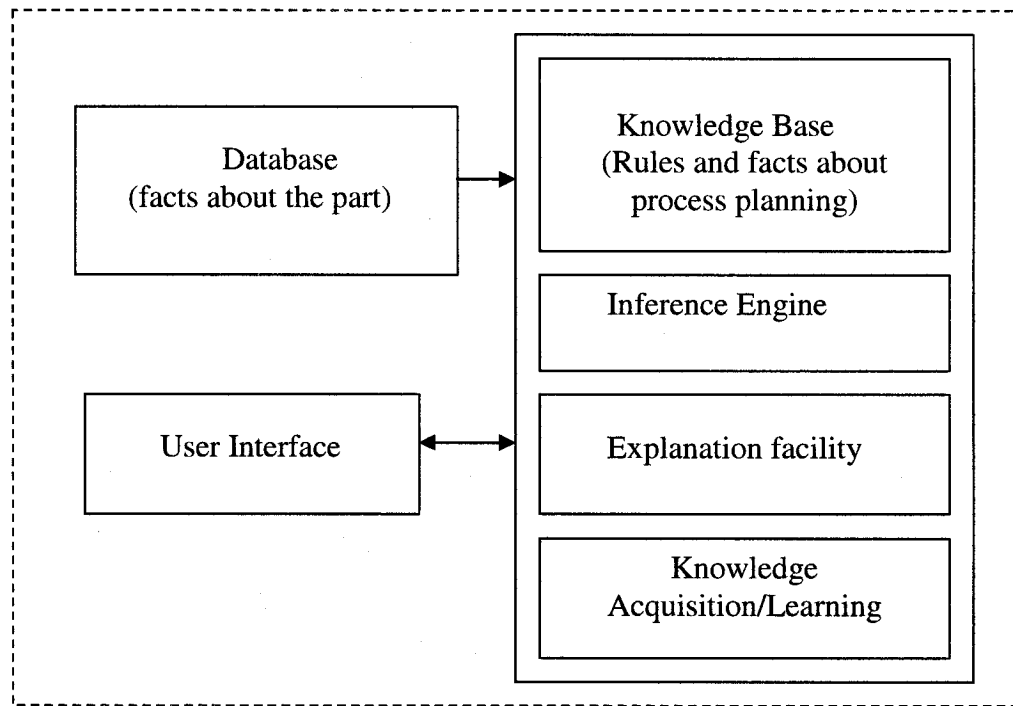 Database
(facts about the part)
User Interface
Knowledge Base
(Rules and facts about
process planning)
Inference Engine
Explanation facility
Knowledge
Acquisition/Learning